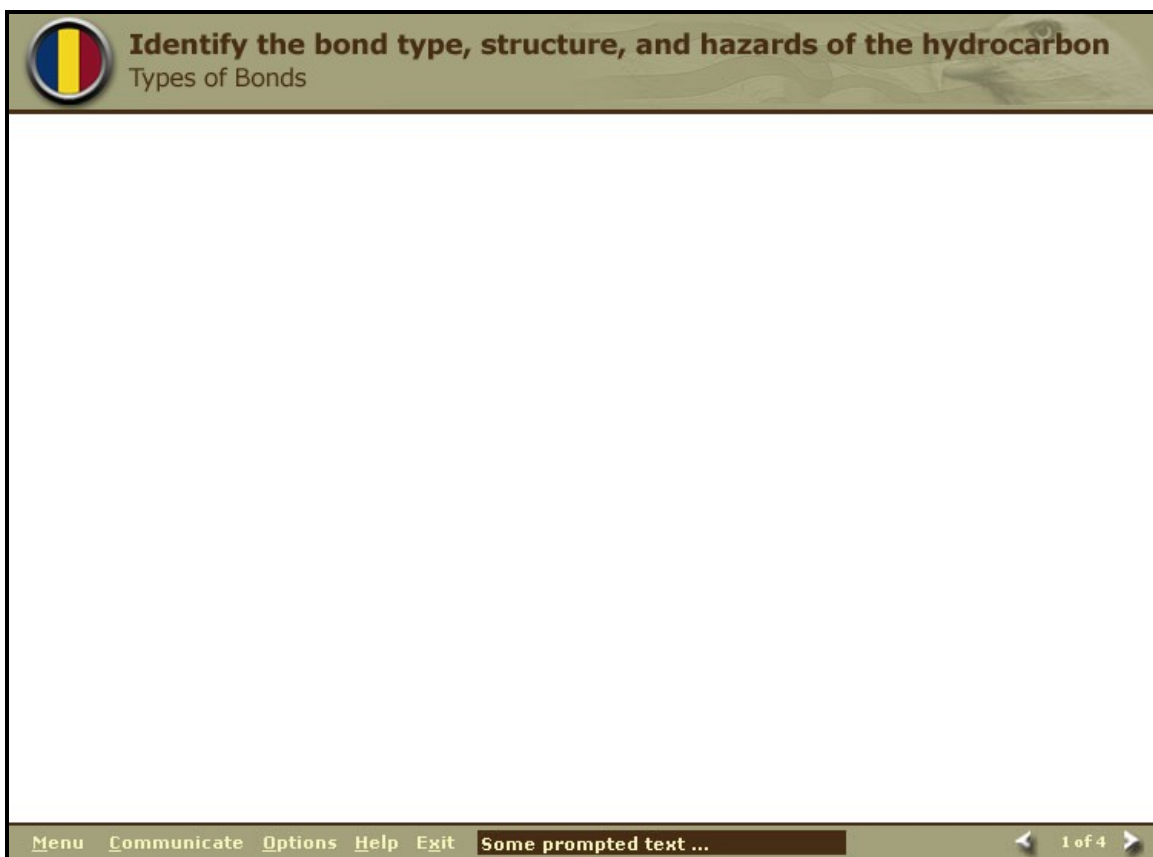 Identify the bond type, structure, and hazards of the hydrocarbon
Types of Bonds
Menu Communicate Options Help Exit Some prompted text ... 1 of 4